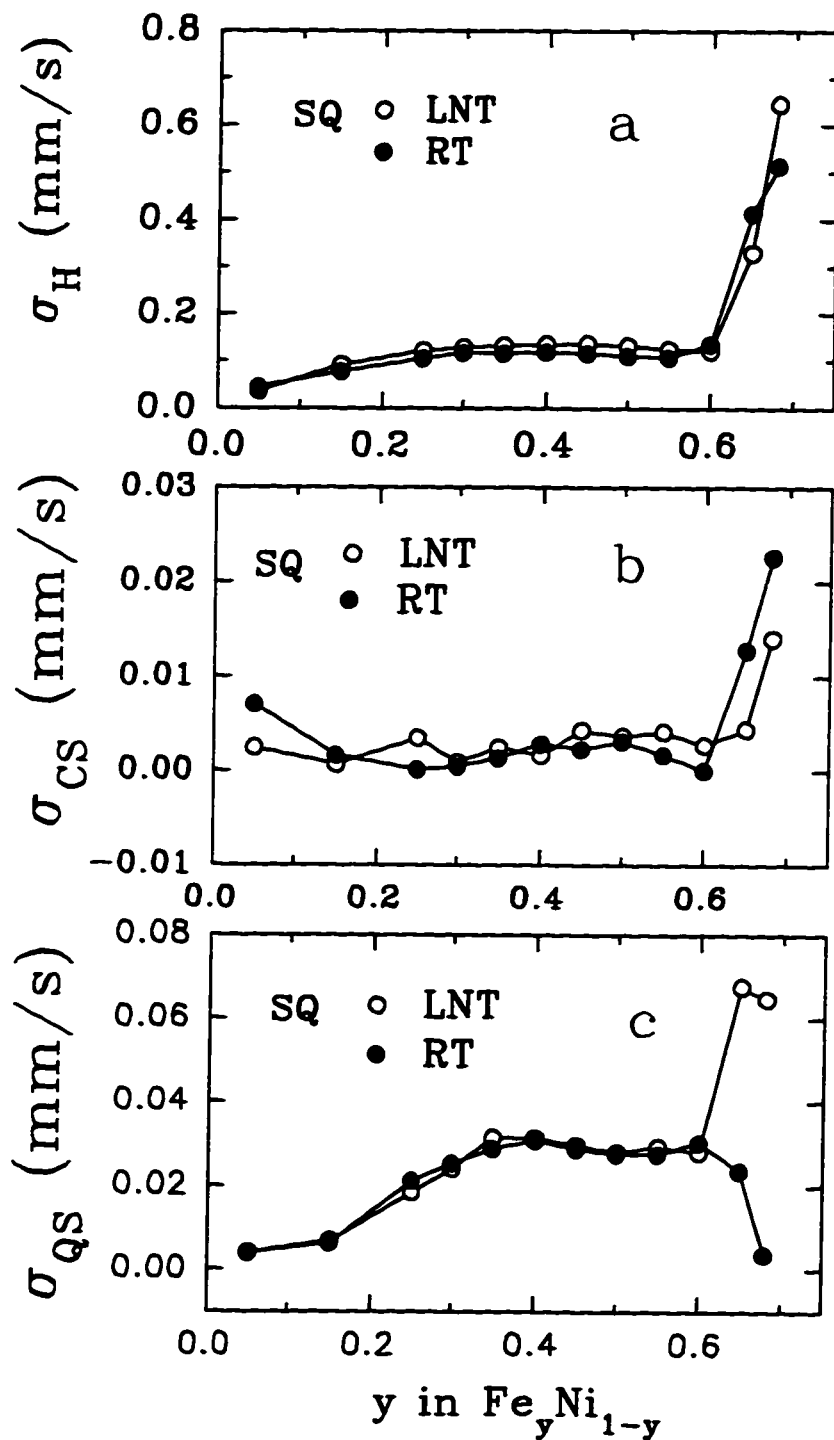 0.8
0.6
0.4
0.2
0.0
σH (mm/s)
SQ ○ LNT
● RT
a
0.0 0.2 0.4 0.6
0.03
0.02
0.01
0.00
-0.01
σCS (mm/s)
SQ ○ LNT
● RT
b
0.0 0.2 0.4 0.6
0.08
0.06
0.04
0.02
0.00
σQS (mm/s)
SQ ○ LNT
● RT
c
0.0 0.2 0.4 0.6
y in FeyNi1-y